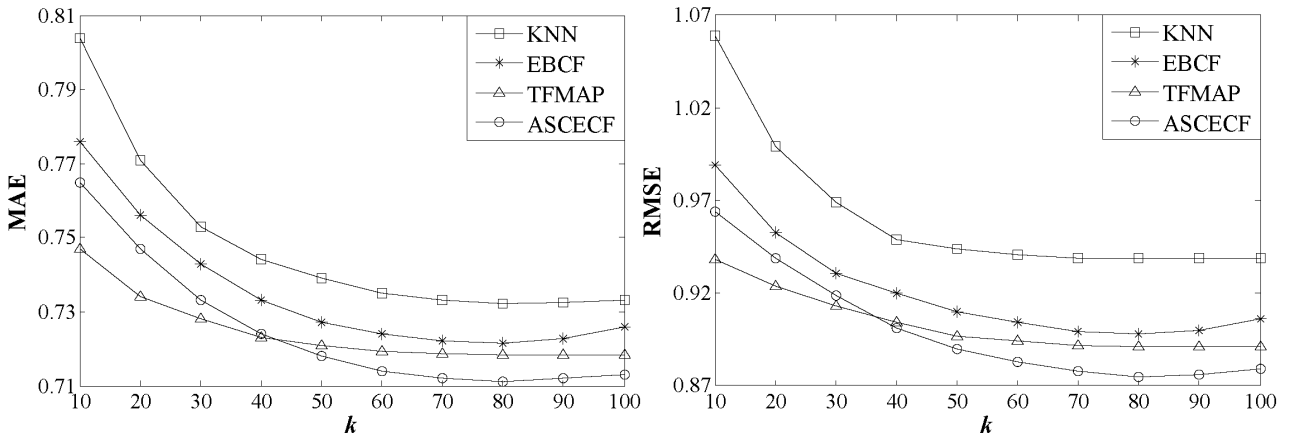 0.81
0.79
0.77
0.75
0.73
0.71
MAE
10 20 30 40 50 60 70 80 90 100
k
KNN
EBCF
TFMAP
ASCECF
1.07
1.02
0.97
0.92
0.87
RMSE
10 20 30 40 50 60 70 80 90 100
k
KNN
EBCF
TFMAP
ASCECF